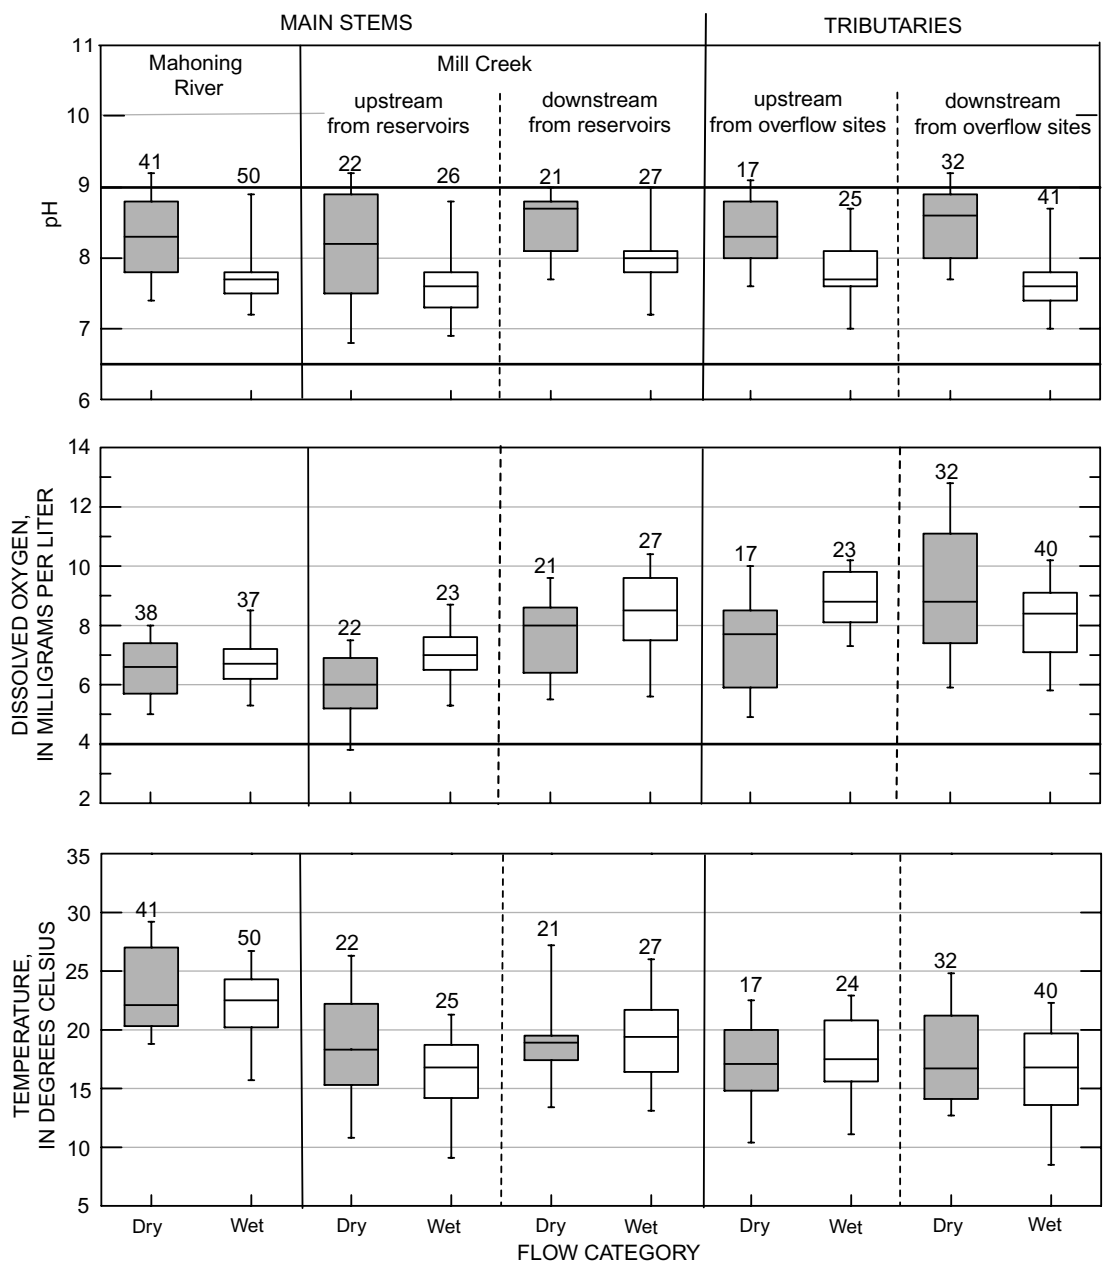 MAIN STEMS
TRIBUTARIES
Mahoning
River
Mill Creek
upstream
from reservoirs
downstream
from reservoirs
upstream
from overflow sites
downstream
from overflow sites
pH
11
10
9
8
7
6
41
50
22
26
21
27
17
25
32
41
DISSOLVED OXYGEN,
IN MILLIGRAMS PER LITER
14
12
10
8
6
4
2
38
37
22
23
21
27
17
23
32
40
TEMPERATURE,
IN DEGREES CELSIUS
35
30
25
20
15
10
5
41
50
22
25
21
27
17
24
32
40
Dry
Wet
Dry
Wet
Dry
Wet
Dry
Wet
Dry
Wet
FLOW CATEGORY